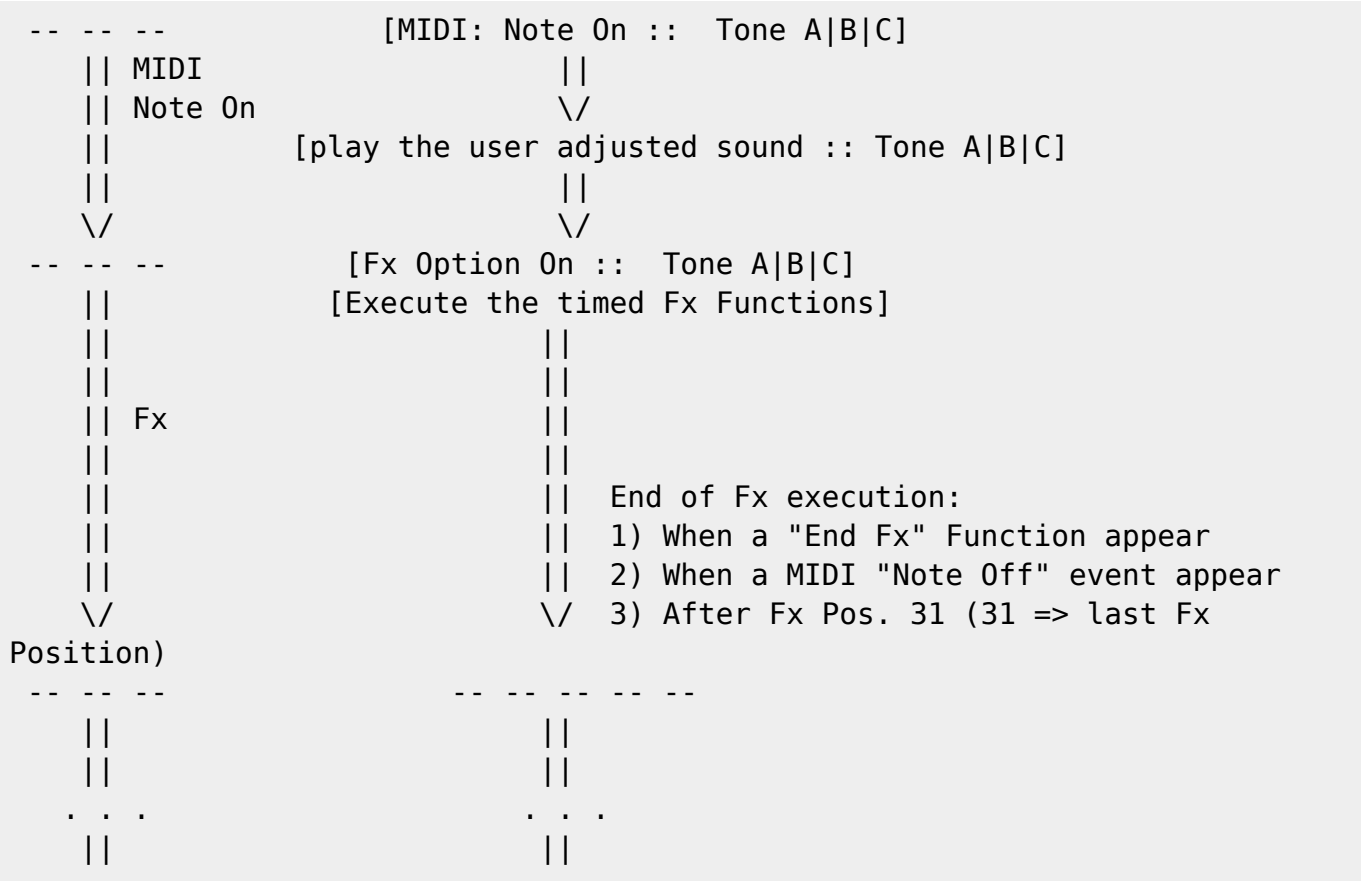 -- -- --            [MIDI: Note On ::  Tone A|B|C]
    || MIDI                    ||
    || Note On                 \/
    ||          [play the user adjusted sound :: Tone A|B|C]
    ||                         ||
    \/                         \/
 -- -- --          [Fx Option On ::  Tone A|B|C]
    ||            [Execute the timed Fx Functions]
    ||                        ||
    ||                        ||
    || Fx                     ||
    ||                        ||
    ||                        ||  End of Fx execution:
    ||                        ||  1) When a "End Fx" Function appear
    ||                        ||  2) When a MIDI "Note Off" event appear
    \/                        \/  3) After Fx Pos. 31 (31 => last Fx
Position)
 -- -- --                -- -- -- -- --
    ||                        ||
    ||                        ||
   . . .                     . . .
    ||                        ||